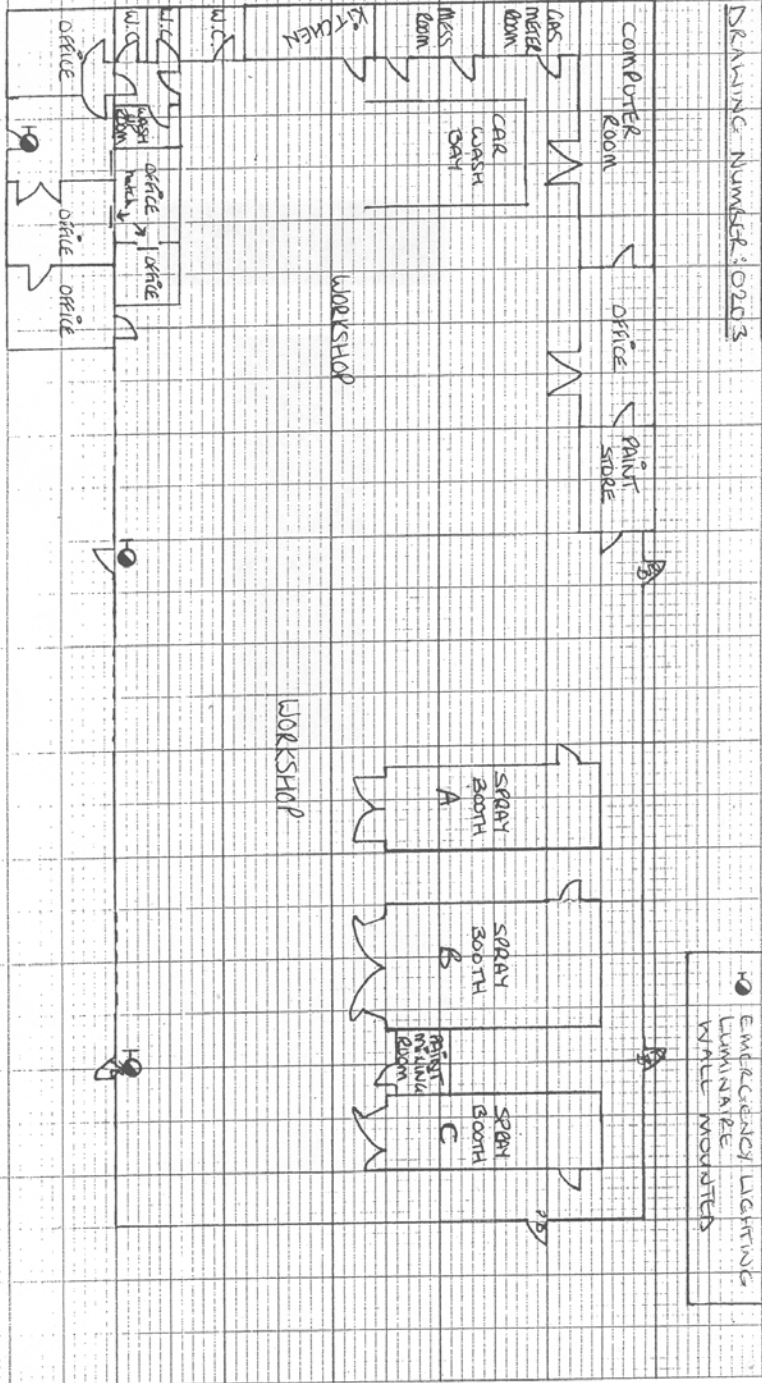 DRAWING NUMBER: 0203
EMERGENCY LIGHTING
LUMINAIRE
WALL MOUNTED
COMPUTER
ROOM
OFFICE
PAINT
STORE
GAS
METER
ROOM
MESS
ROOM
KITCHEN
W.C.
W.C.
W.C.
CAR
WASH
BAY
WORKSHOP
WORKSHOP
SPRAY
BOOTH
A
SPRAY
BOOTH
B
PAINT
MIXING
ROOM
SPRAY
BOOTH
C
WASH
ROOM
OFFICE
hatch
OFFICE
OFFICE
OFFICE
OFFICE
PB